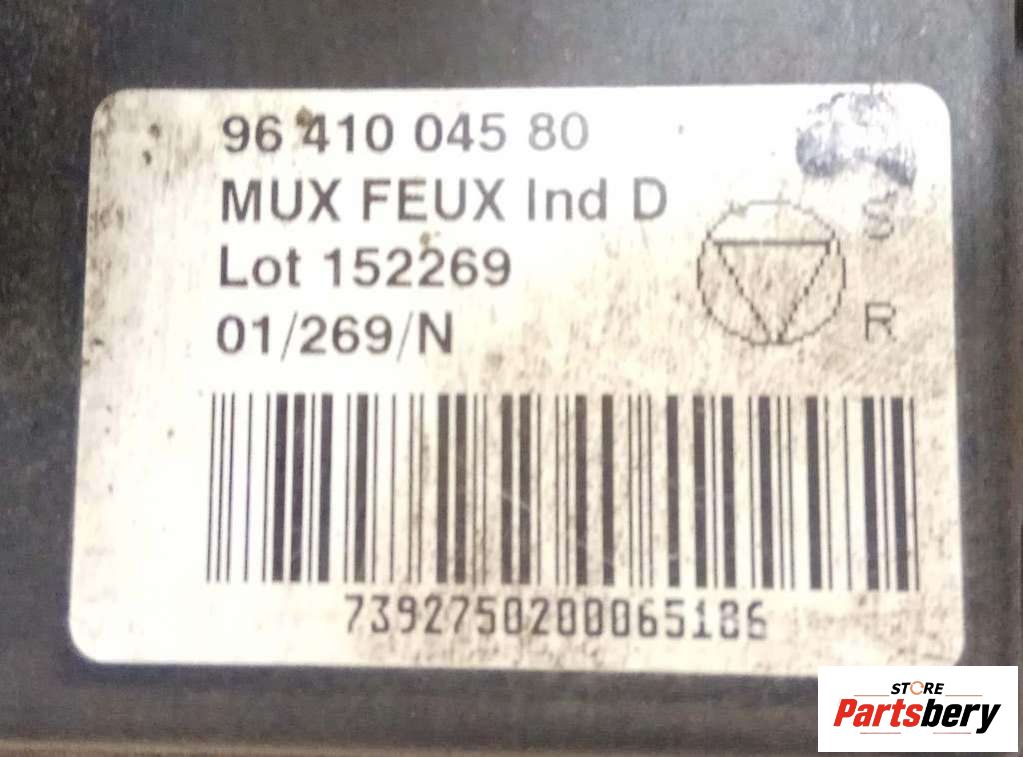 96 410 045 80
MUX FEUX Ind D
Lot 152269
01/269/N
S
R
7392750200065186
STORE
Partsbery